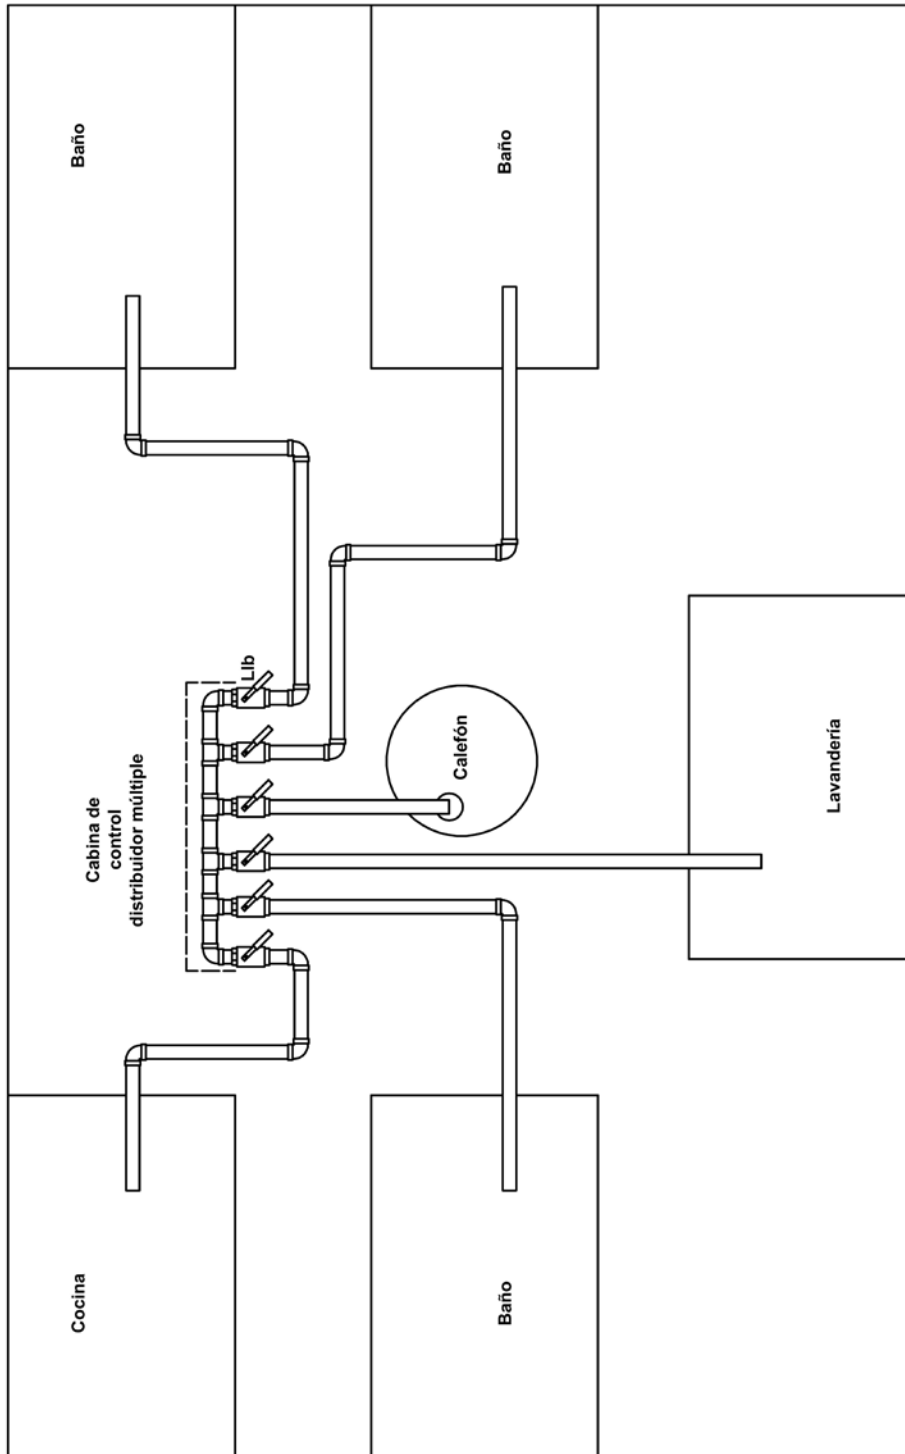 Baño
Baño
Llb
Cabina de
control
distribuidor múltiple
Calefón
Lavandería
Cocina
Baño